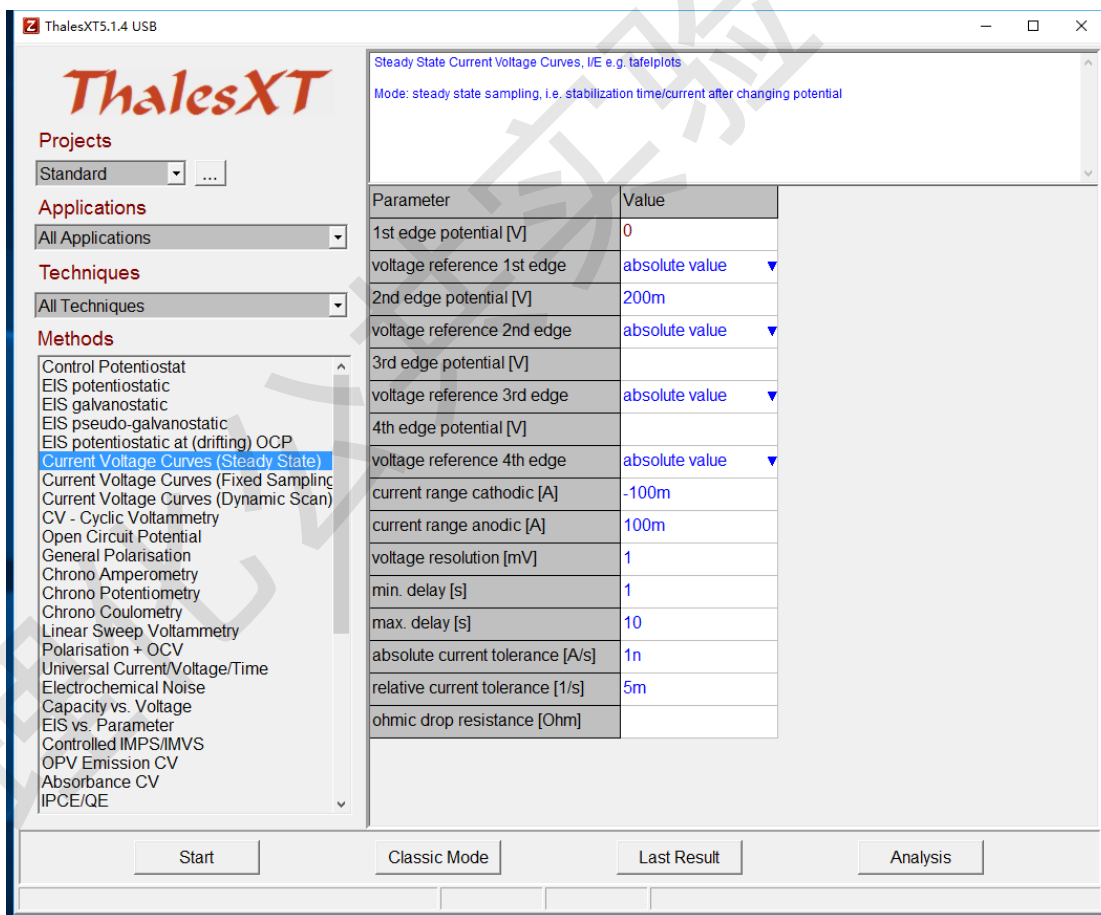 ThalesXT5.1.4 USB
ThalesXT
Projects
Standard
...
Applications
All Applications
Techniques
All Techniques
Methods
Control Potentiostat
EIS potentiostatic
EIS galvanostatic
EIS pseudo-galvanostatic
EIS potentiostatic at (drifting) OCP
Current Voltage Curves (Steady State)
Current Voltage Curves (Fixed Sampling
Current Voltage Curves (Dynamic Scan)
CV - Cyclic Voltammetry
Open Circuit Potential
General Polarisation
Chrono Amperometry
Chrono Potentiometry
Chrono Coulometry
Linear Sweep Voltammetry
Polarisation + OCV
Universal Current/Voltage/Time
Electrochemical Noise
Capacity vs. Voltage
EIS vs. Parameter
Controlled IMPS/IMVS
OPV Emission CV
Absorbance CV
IPCE/QE
Steady State Current Voltage Curves, I/E e.g. tafelplots
Mode: steady state sampling, i.e. stabilization time/current after changing potential
Parameter Value
1st edge potential [V] 0
voltage reference 1st edge absolute value
2nd edge potential [V] 200m
voltage reference 2nd edge absolute value
3rd edge potential [V]
voltage reference 3rd edge absolute value
4th edge potential [V]
voltage reference 4th edge absolute value
current range cathodic [A] -100m
current range anodic [A] 100m
voltage resolution [mV] 1
min. delay [s] 1
max. delay [s] 10
absolute current tolerance [A/s] 1n
relative current tolerance [1/s] 5m
ohmic drop resistance [Ohm]
Start Classic Mode Last Result Analysis
理化公共实验